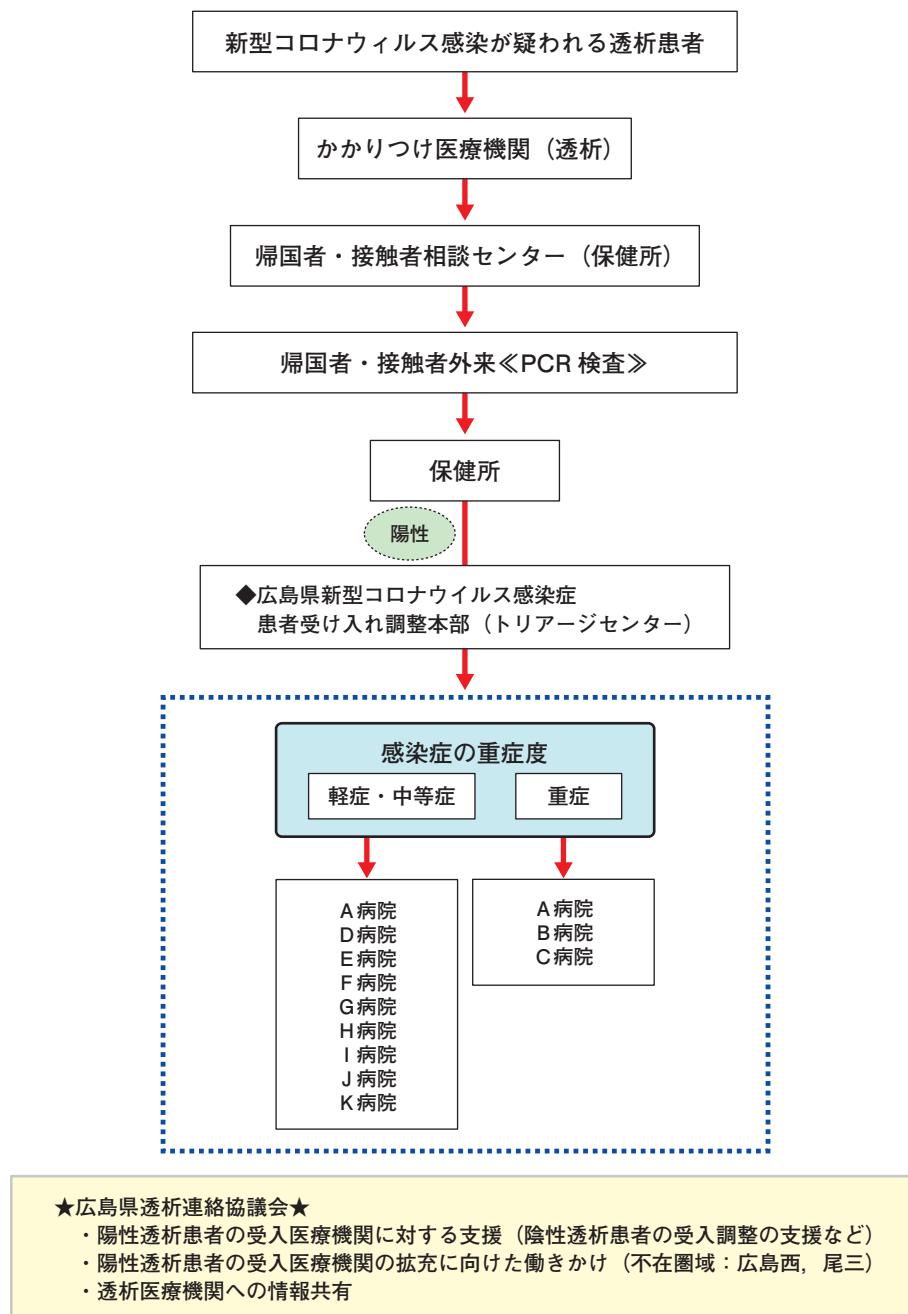 新型コロナウィルス感染が疑われる透析患者
かかりつけ医療機関（透析）
帰国者・接触者相談センター（保健所）
帰国者・接触者外来≪PCR 検査≫
保健所
陽性
◆広島県新型コロナウイルス感染症
患者受け入れ調整本部（トリアージセンター）
感染症の重症度
軽症・中等症
重症
A病院
D病院
E病院
F病院
G病院
H病院
I病院
J病院
K病院
A病院
B病院
C病院
★広島県透析連絡協議会★
・陽性透析患者の受入医療機関に対する支援（陰性透析患者の受入調整の支援など）
・陽性透析患者の受入医療機関の拡充に向けた働きかけ（不在圏域：広島西，尾三）
・透析医療機関への情報共有